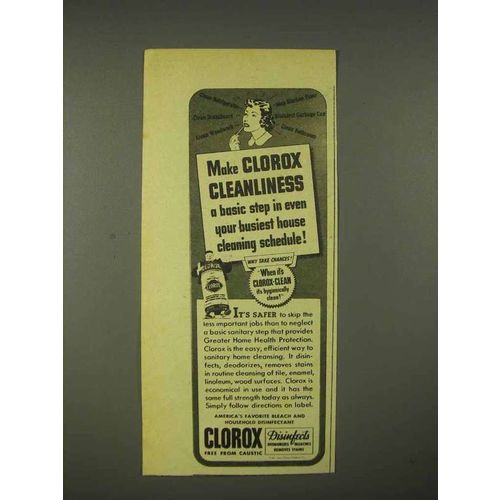 Clean Refrigerator
Mop Kitchen Floor
Clean Drainboard
Disinfect Garbage Can
Clean Woodwork
Clean Bathroom
Make CLOROX
CLEANLINESS
a basic step in even
your busiest house
cleaning schedule!
WHY TAKE CHANCES?
"When it's
CLOROX-CLEAN
it's hygienically
clean!"
CLOROX
IT'S SAFER to skip the
less important jobs than to neglect
a basic sanitary step that provides
Greater Home Health Protection.
Clorox is the easy, efficient way to
sanitary home cleansing. It disin-
fects, deodorizes, removes stains
in routine cleansing of tile, enamel,
linoleum, wood surfaces. Clorox is
economical in use and it has the
same full strength today as always.
Simply follow directions on label.
AMERICA'S FAVORITE BLEACH AND
HOUSEHOLD DISINFECTANT
CLOROX
FREE FROM CAUSTIC
Disinfects
DEODORIZES BLEACHES
REMOVES STAINS